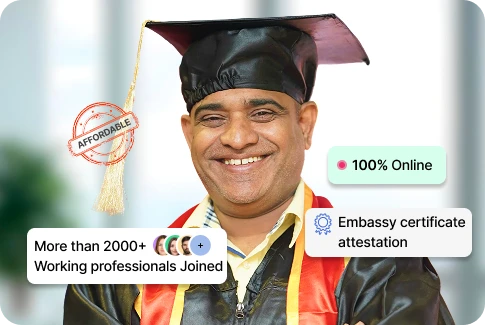 AFFORDABLE
100% Online
Embassy certificate
attestation
More than 2000+ +
Working professionals Joined